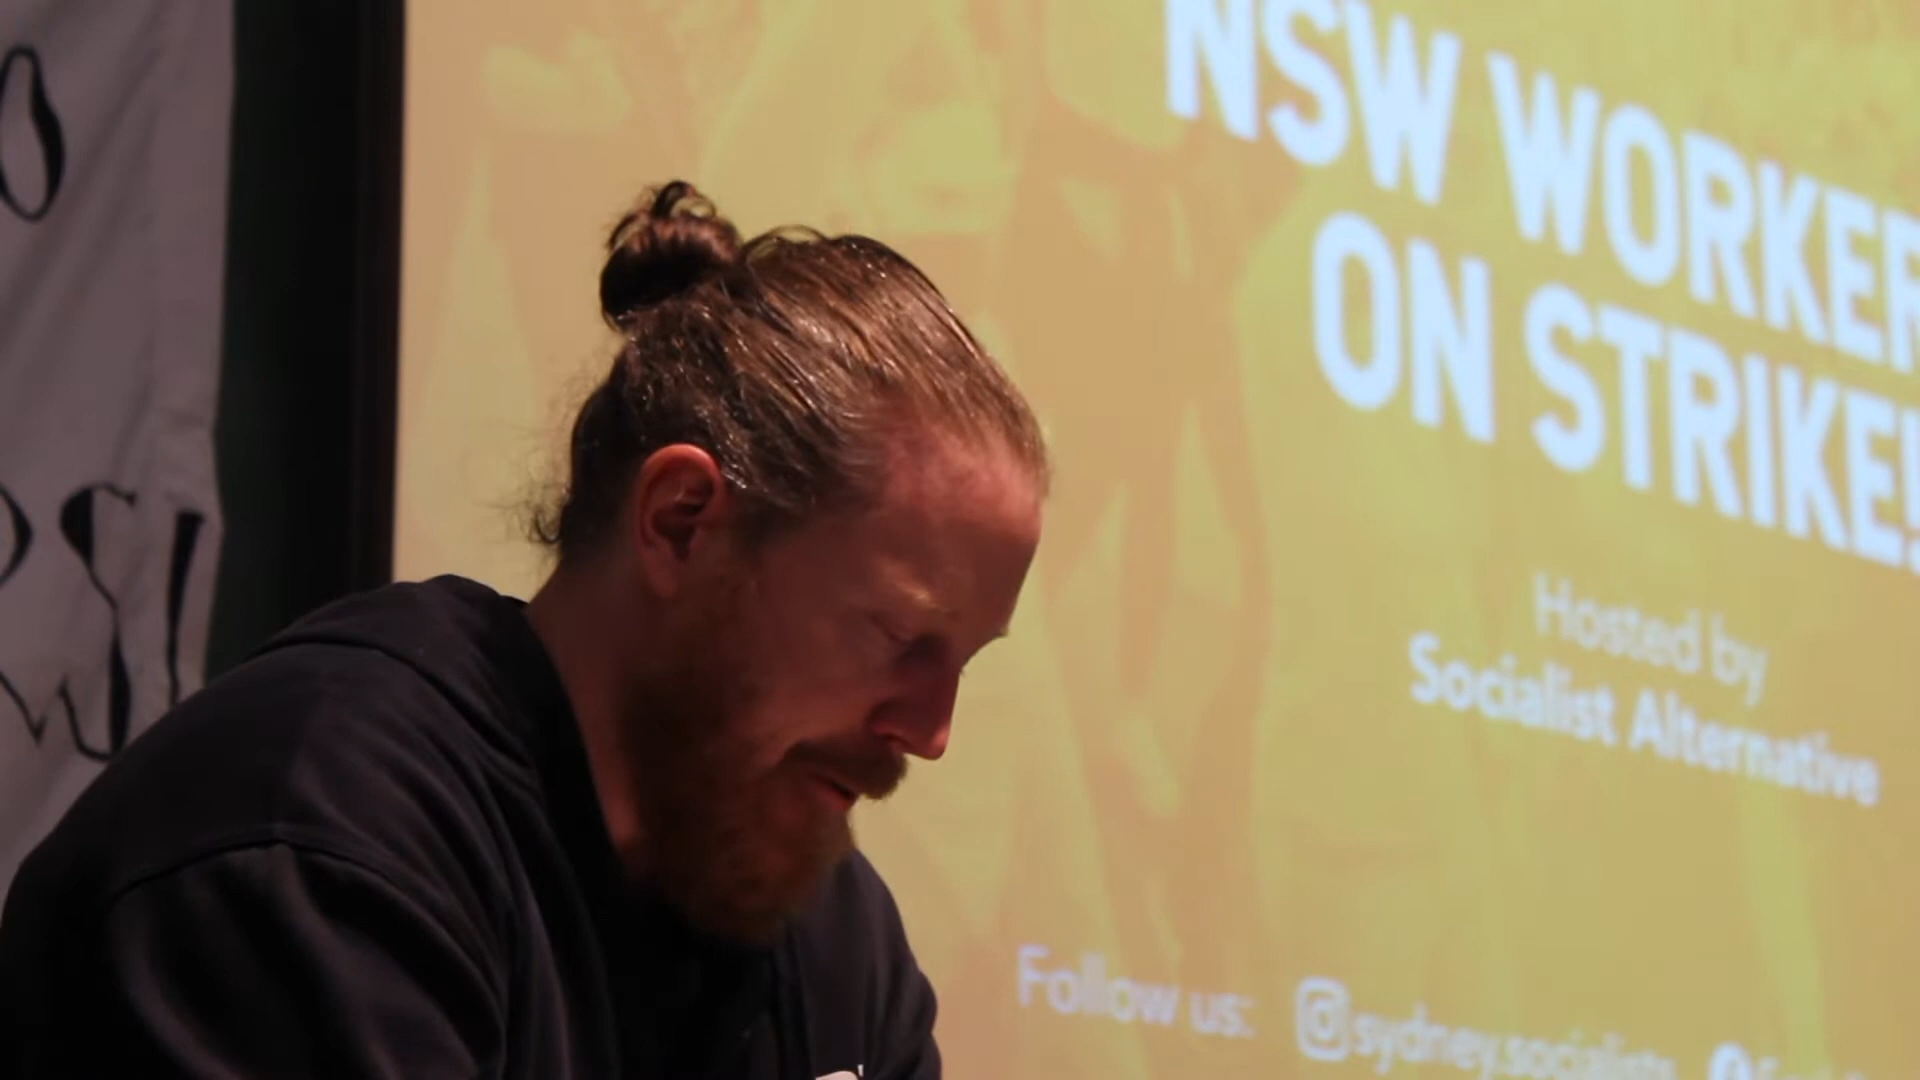 NSW WORKER
ON STRIKE!
Hosted by
Socialist Alternative
Follow us: sydney.socialists